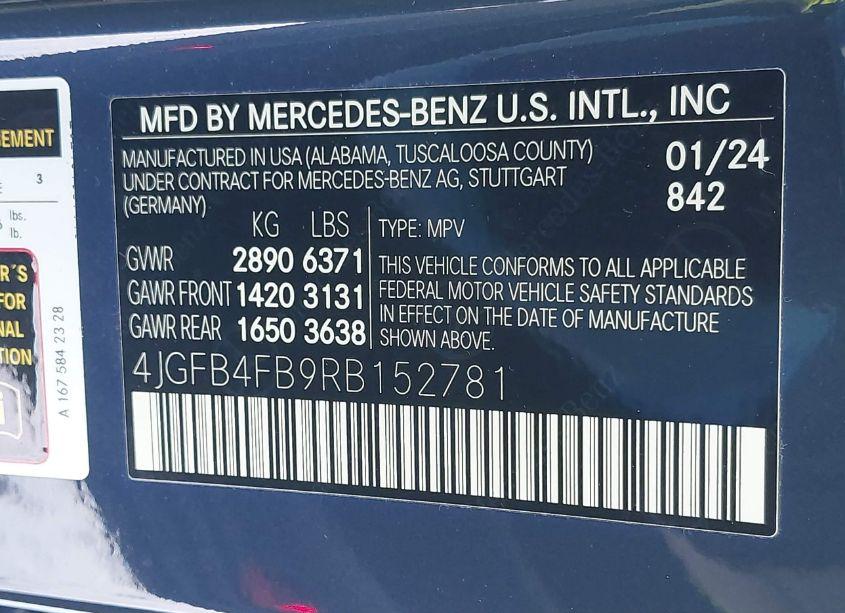 EMENT
3
lbs.
lb.
R'S
FOR
NAL
TION
A 167 584 23 28
MFD BY MERCEDES-BENZ U.S. INTL., INC
MANUFACTURED IN USA (ALABAMA, TUSCALOOSA COUNTY)
UNDER CONTRACT FOR MERCEDES-BENZ AG, STUTTGART
(GERMANY)
01/24
842
KG LBS
GVWR 2890 6371
GAWR FRONT 1420 3131
GAWR REAR 1650 3638
TYPE: MPV
THIS VEHICLE CONFORMS TO ALL APPLICABLE
FEDERAL MOTOR VEHICLE SAFETY STANDARDS
IN EFFECT ON THE DATE OF MANUFACTURE
SHOWN ABOVE.
4JGFB4FB9RB152781